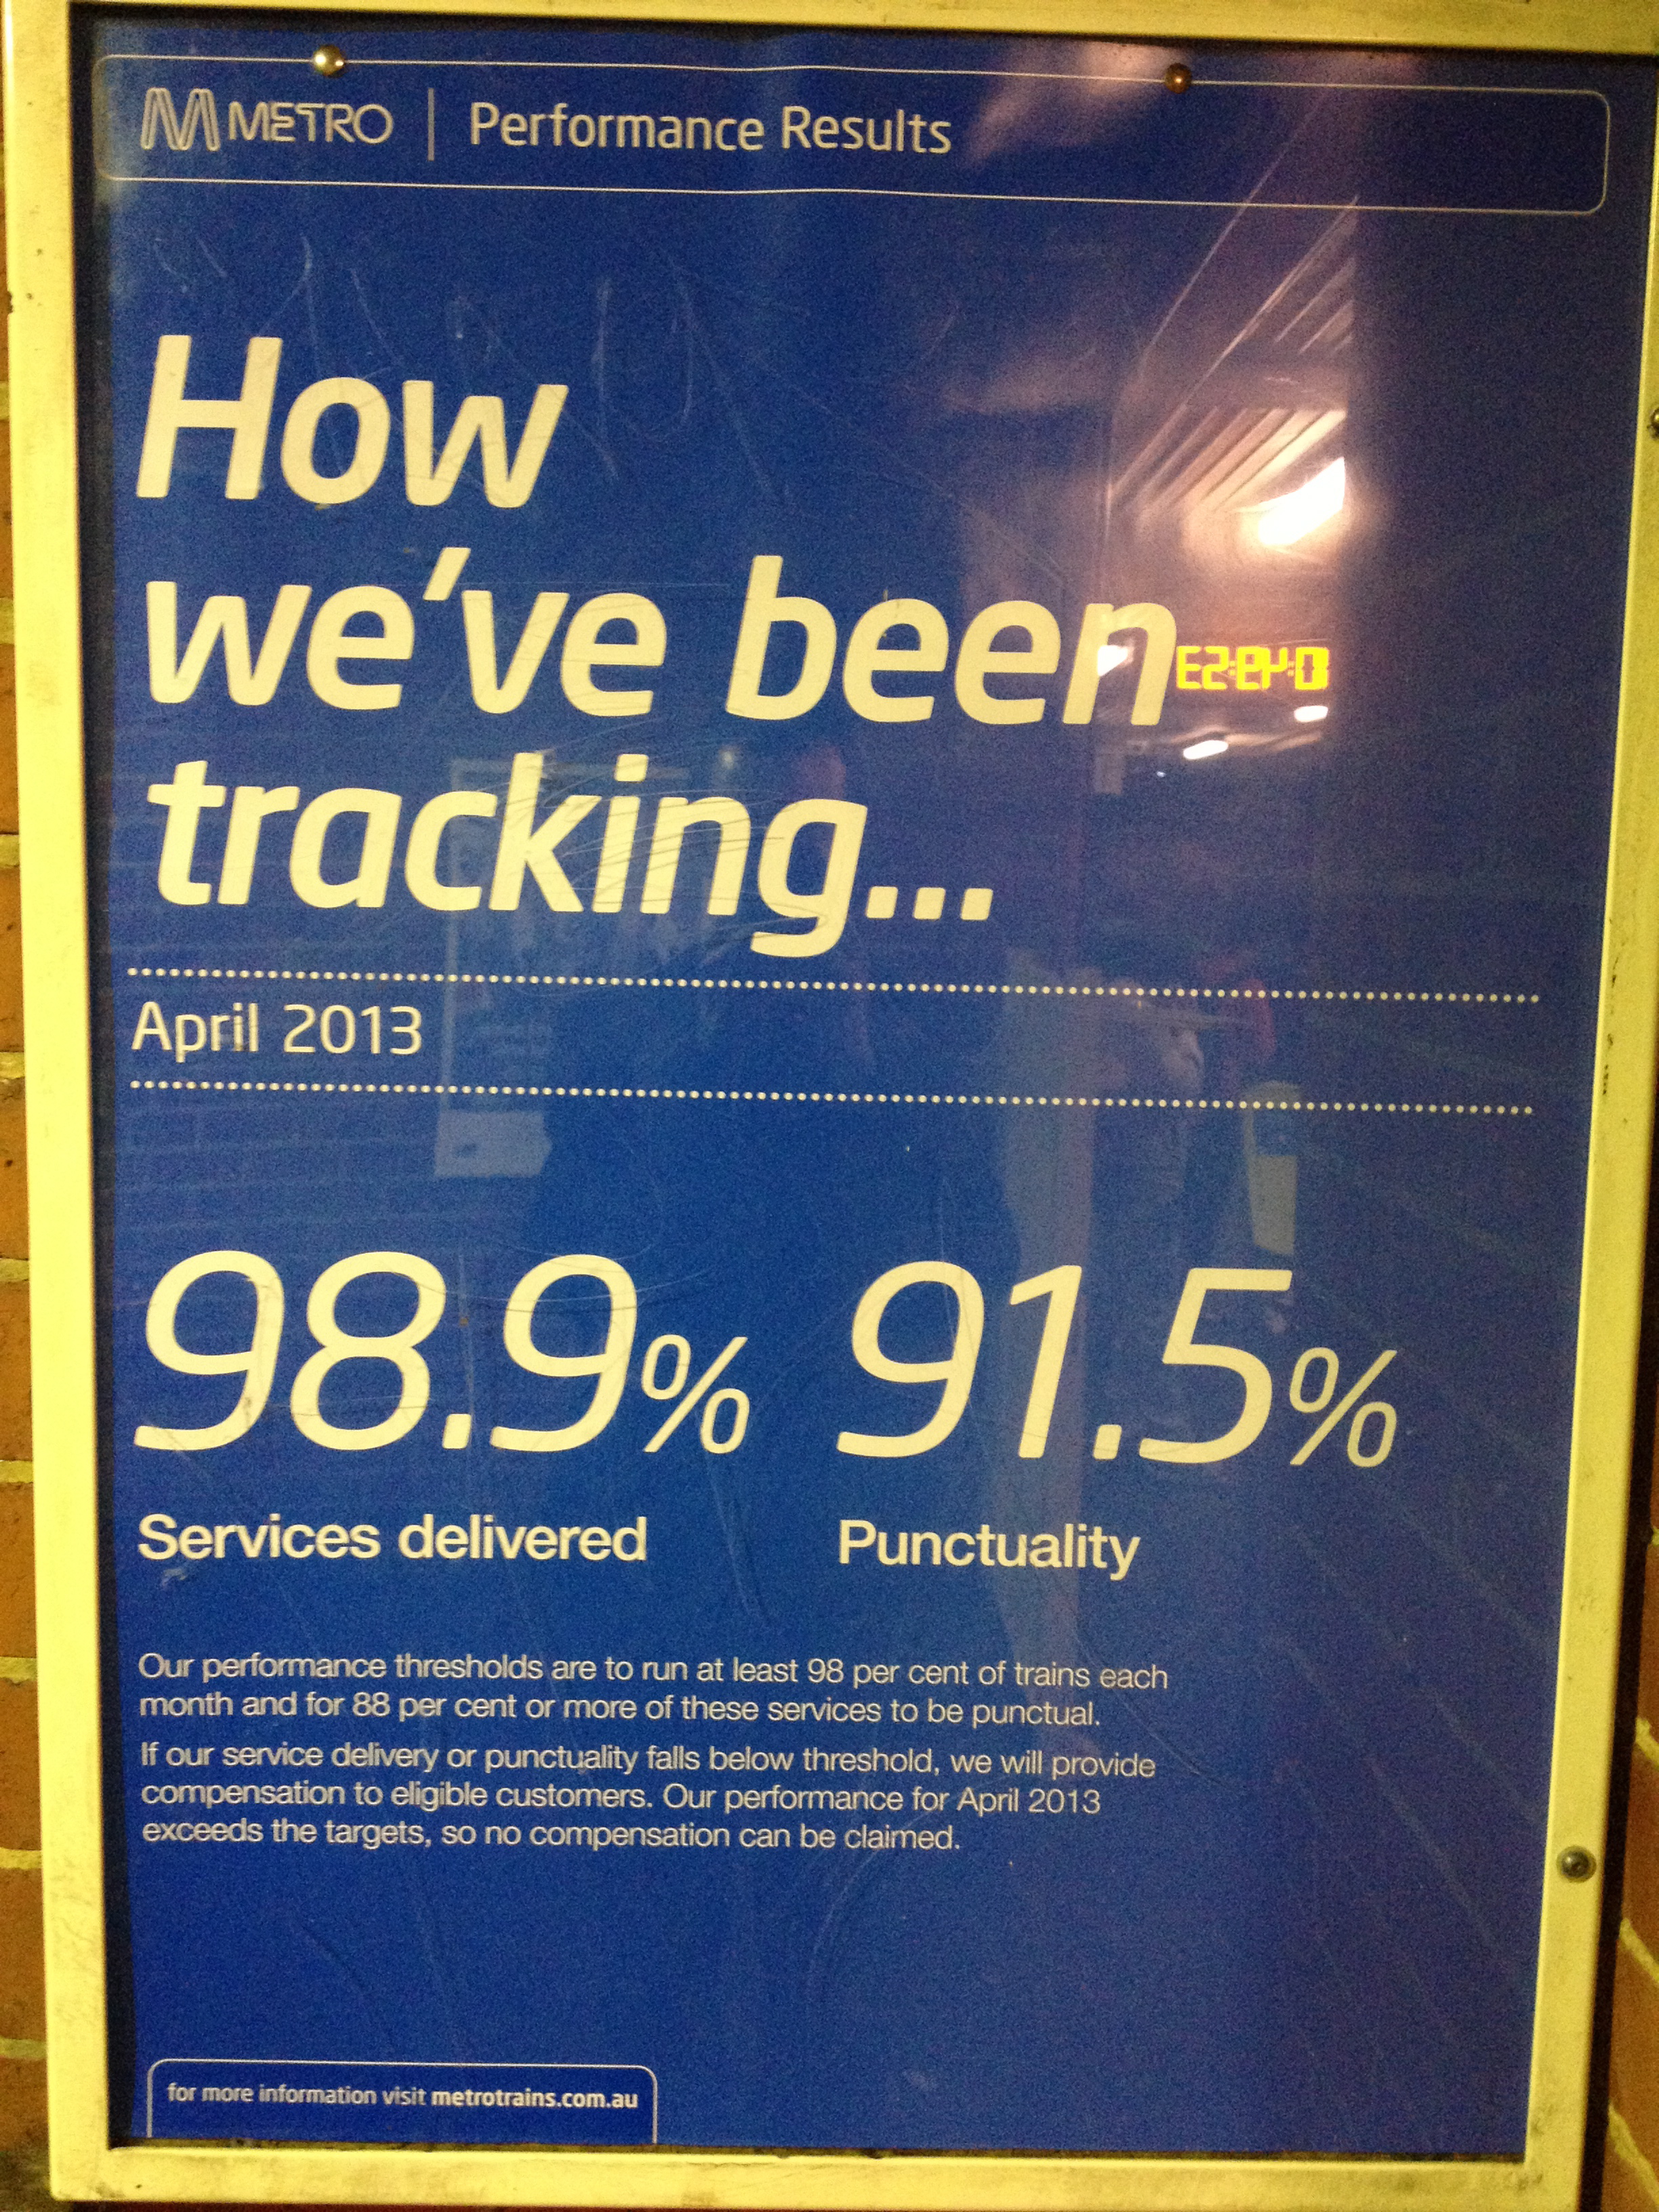 METRO | Performance Results
How
we've been
tracking...
April 2013
98.9% 91.5%
Services delivered Punctuality
Our performance thresholds are to run at least 98 per cent of trains each
month and for 88 per cent or more of these services to be punctual.
If our service delivery or punctuality falls below threshold, we will provide
compensation to eligible customers. Our performance for April 2013
exceeds the targets, so no compensation can be claimed.
for more information visit metrotrains.com.au